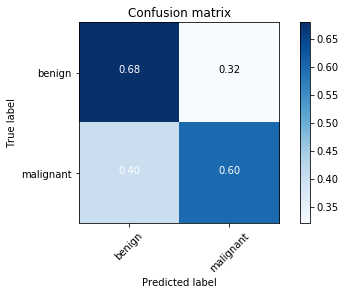 Confusion matrix
True label
benign
malignant
0.68
0.32
0.40
0.60
benign
malignant
Predicted label
0.65
0.60
0.55
0.50
0.45
0.40
0.35